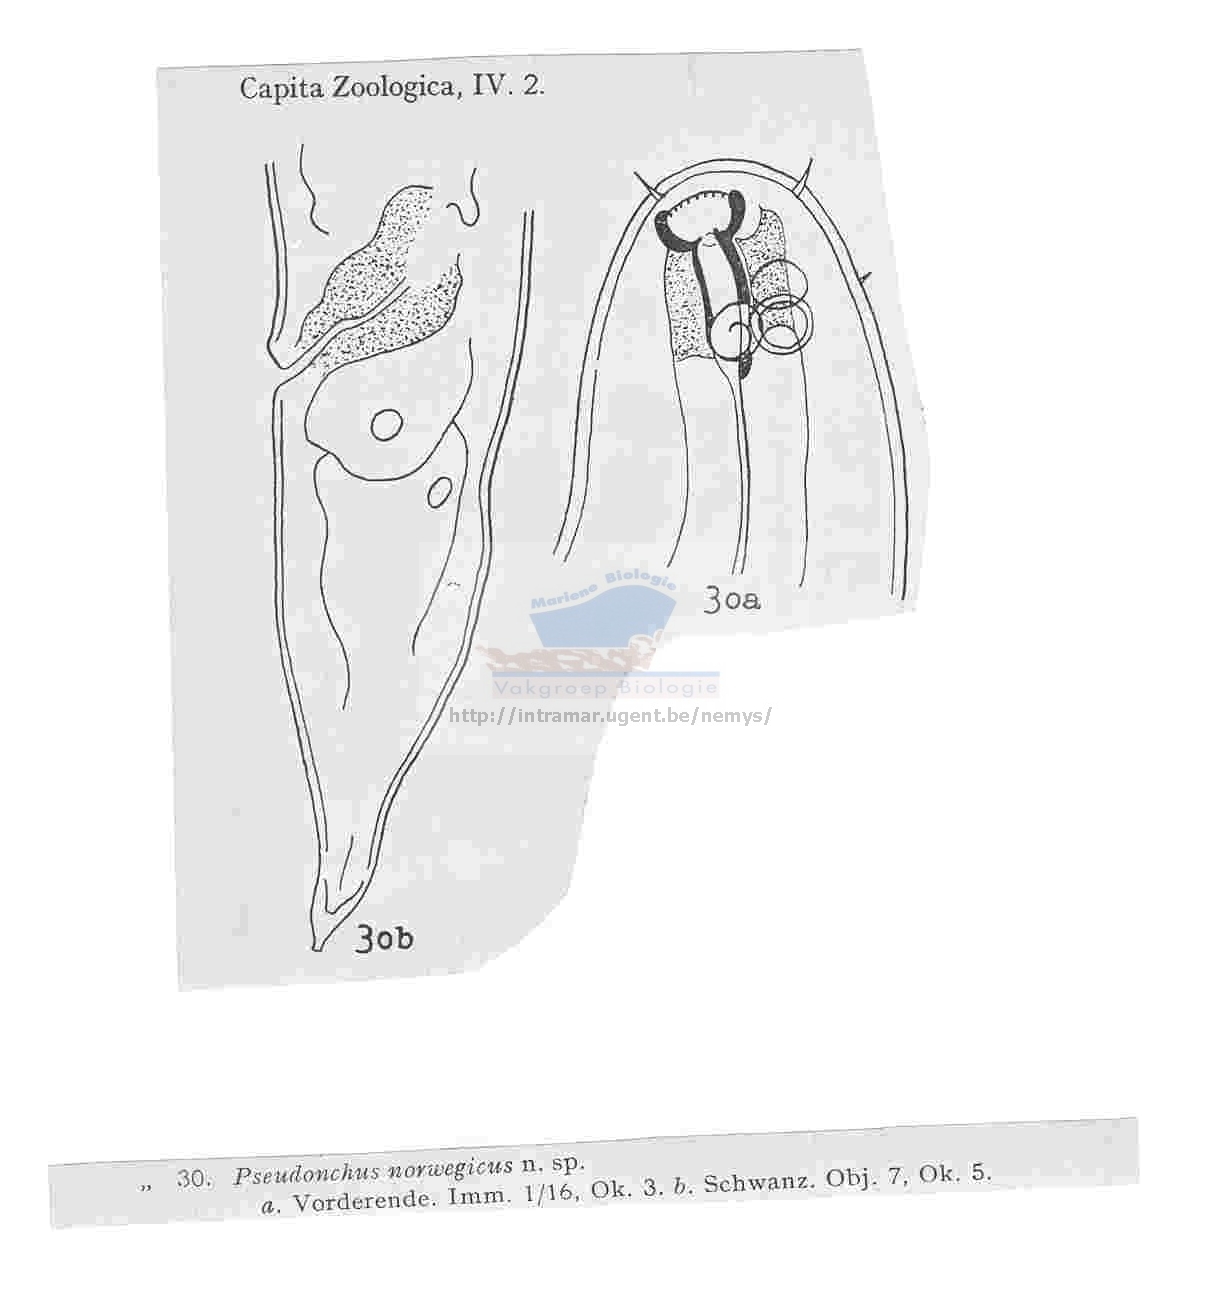 Capita Zoologica, IV. 2.
30a
Mariene Biologie
Vakgroep Biologie
http://intramar.ugent.be/nemys/
30b
„ 30. Pseudonchus norwegicus n. sp.
a. Vorderende. Imm. 1/16, Ok. 3. b. Schwanz. Obj. 7, Ok. 5.